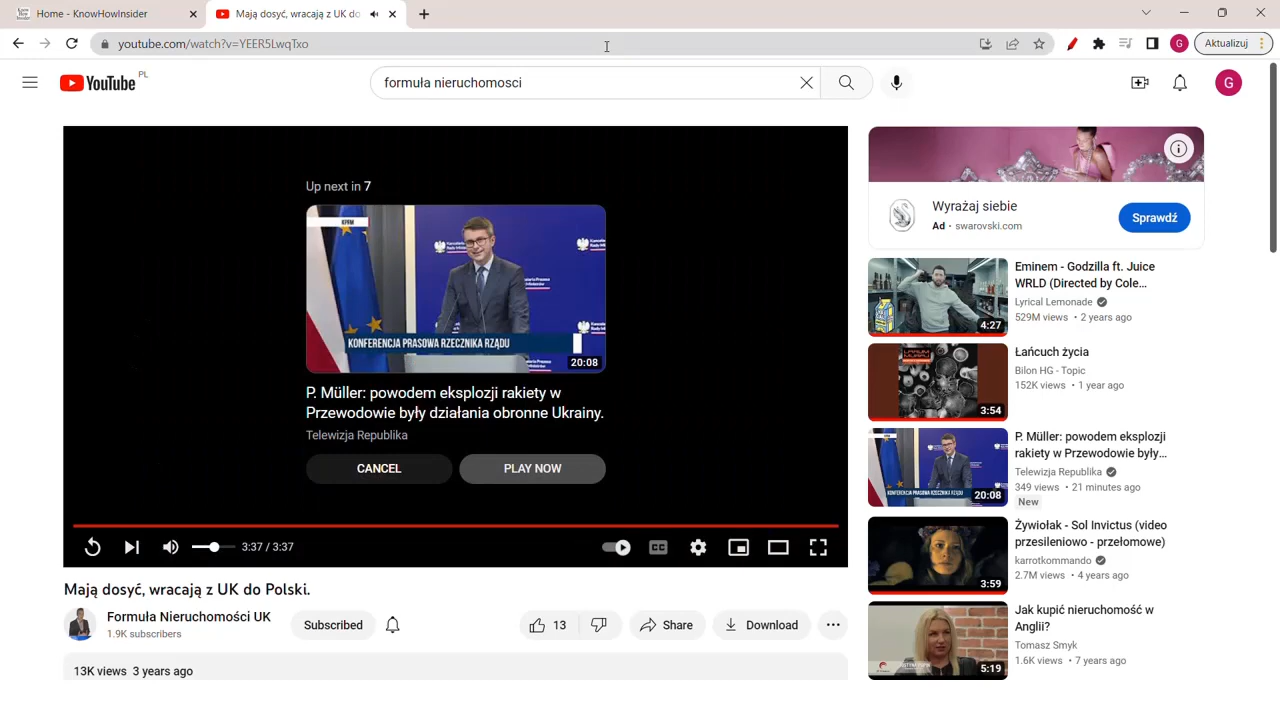 Home - KnowHowInsider
Mają dosyć, wracają z UK do
youtube.com/watch?v=YEER5LwqTxo
G
Aktualizuj
YouTube PL
formuła nieruchomosci
G
Up next in 7
KPRM
KONFERENCJA PRASOWA RZECZNIKA RZĄDU
20:08
P. Müller: powodem eksplozji rakiety w
Przewodowie były działania obronne Ukrainy.
Telewizja Republika
CANCEL
PLAY NOW
3:37 / 3:37
CC
Mają dosyć, wracają z UK do Polski.
Formuła Nieruchomości UK
1.9K subscribers
Subscribed
13
Share
Download
13K views 3 years ago
Wyrażaj siebie
Ad · swarovski.com
Sprawdź
4:27
Eminem - Godzilla ft. Juice
WRLD (Directed by Cole...
Lyrical Lemonade
529M views • 2 years ago
3:54
Łańcuch życia
Bilon HG - Topic
152K views • 1 year ago
KONFERENCJA PRASOWA RZECZNIKA RZĄDU
20:08
P. Müller: powodem eksplozji
rakiety w Przewodowie były...
Telewizja Republika
349 views • 21 minutes ago
New
3:59
Żywiołak - Sol Invictus (video
przesileniowo - przełomowe)
karrotkommando
2.7M views • 4 years ago
5:19
Jak kupić nieruchomość w
Anglii?
Tomasz Smyk
1.6K views • 7 years ago